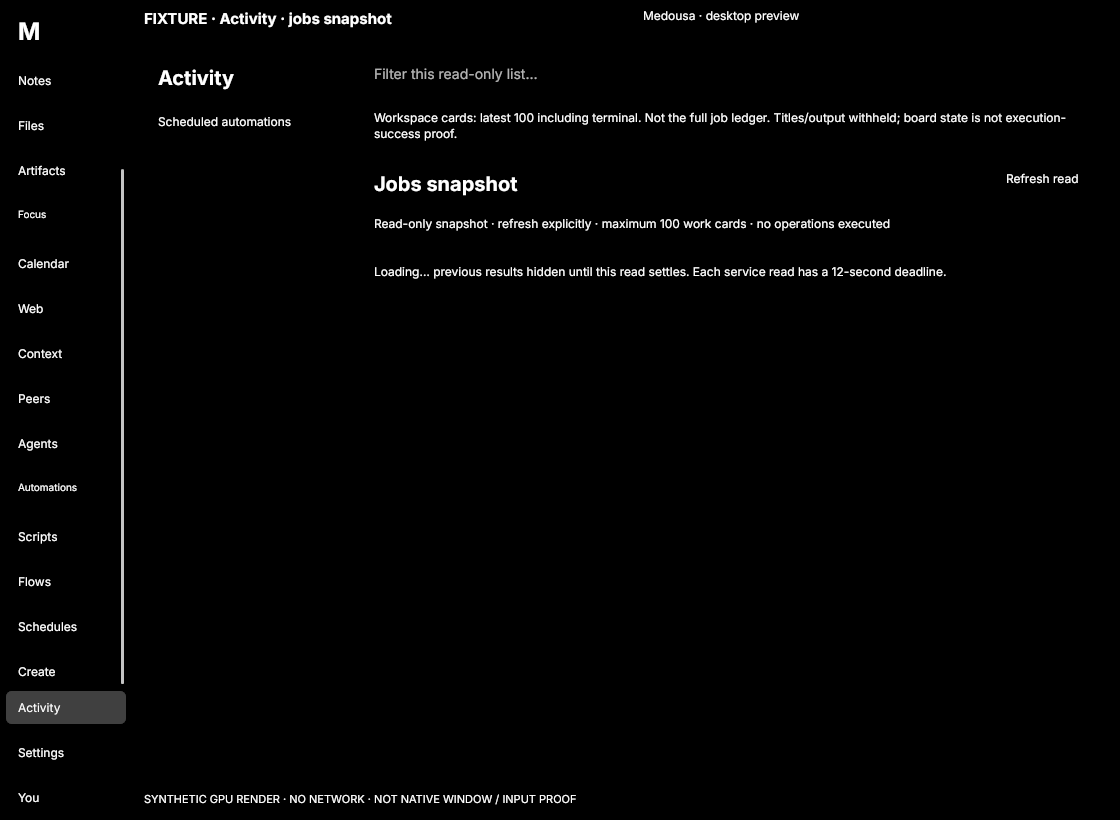 M
Notes
Files
Artifacts
Focus
Calendar
Web
Context
Peers
Agents
Automations
Scripts
Flows
Schedules
Create
Activity
Settings
You
FIXTURE · Activity · jobs snapshot
Medousa · desktop preview
Activity
Scheduled automations
Filter this read-only list...
Workspace cards: latest 100 including terminal. Not the full job ledger. Titles/output withheld; board state is not execution-
success proof.
Jobs snapshot
Refresh read
Read-only snapshot · refresh explicitly · maximum 100 work cards · no operations executed
Loading... previous results hidden until this read settles. Each service read has a 12-second deadline.
SYNTHETIC GPU RENDER · NO NETWORK · NOT NATIVE WINDOW / INPUT PROOF